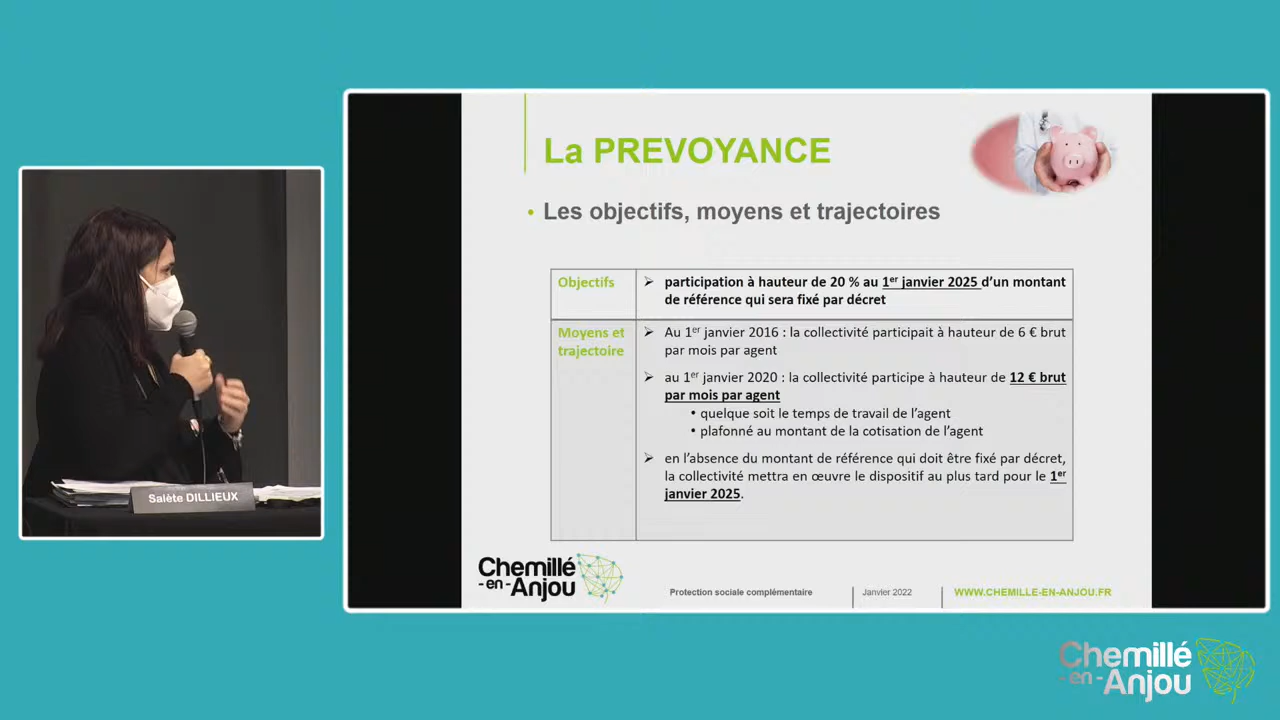 La PREVOYANCE
• Les objectifs, moyens et trajectoires
Objectifs
➢ participation à hauteur de 20 % au 1er janvier 2025 d'un montant
de référence qui sera fixé par décret
Moyens et
trajectoire
➢ Au 1er janvier 2016 : la collectivité participait à hauteur de 6 € brut
par mois par agent
➢ au 1er janvier 2020 : la collectivité participe à hauteur de 12 € brut
par mois par agent
• quelque soit le temps de travail de l'agent
• plafonné au montant de la cotisation de l'agent
➢ en l'absence du montant de référence qui doit être fixé par décret,
la collectivité mettra en œuvre le dispositif au plus tard pour le 1er
janvier 2025.
Chemillé
-en-Anjou
Protection sociale complémentaire
Janvier 2022
WWW.CHEMILLE-EN-ANJOU.FR
Salète DILLIEUX
Chemillé
-en-Anjou